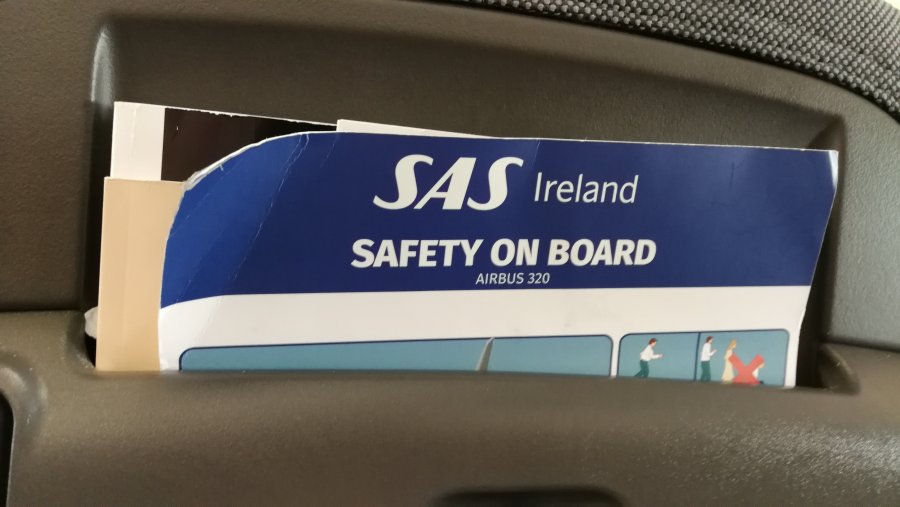 SAS Ireland
SAFETY ON BOARD
AIRBUS 320